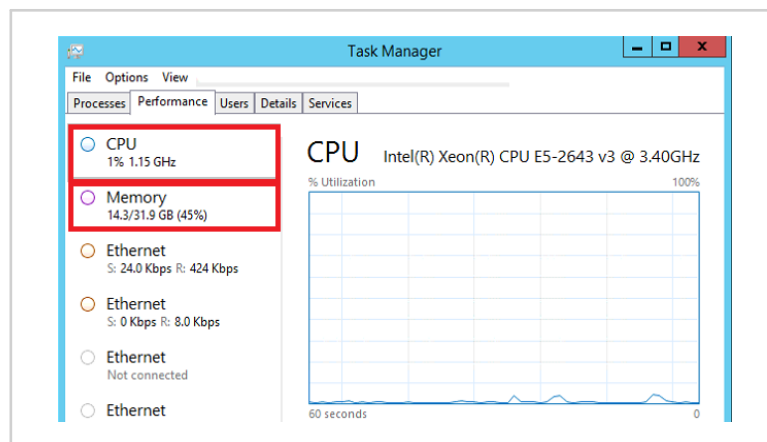 Task Manager
File Options View
Processes Performance Users Details Services
CPU
1% 1.15 GHz
Memory
14.3/31.9 GB (45%)
Ethernet
S: 24.0 Kbps R: 424 Kbps
Ethernet
S: 0 Kbps R: 8.0 Kbps
Ethernet
Not connected
Ethernet
CPU Intel(R) Xeon(R) CPU E5-2643 v3 @ 3.40GHz
% Utilization 100%
60 seconds 0